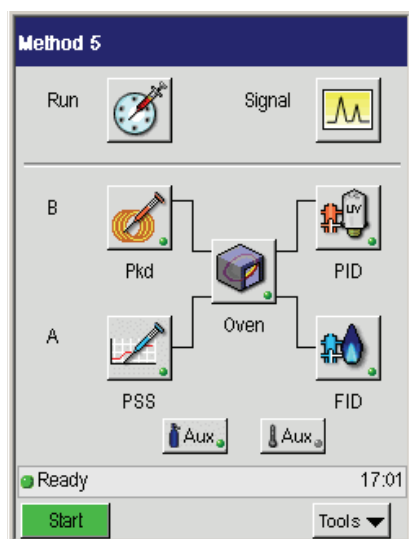 Method 5
Run Signal
B
UV
Pkd PID
Oven
A
PSS FID
Aux Aux
Ready 17:01
Start Tools